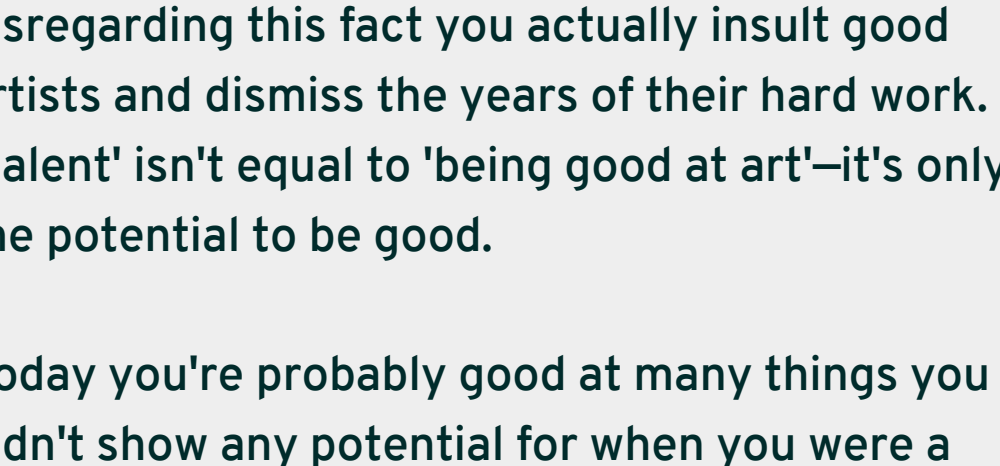 sregarding this fact you actually insult good
rtists and dismiss the years of their hard work.
alent' isn't equal to 'being good at art'—it's only
he potential to be good.
oday you're probably good at many things you
dn't show any potential for when you were a